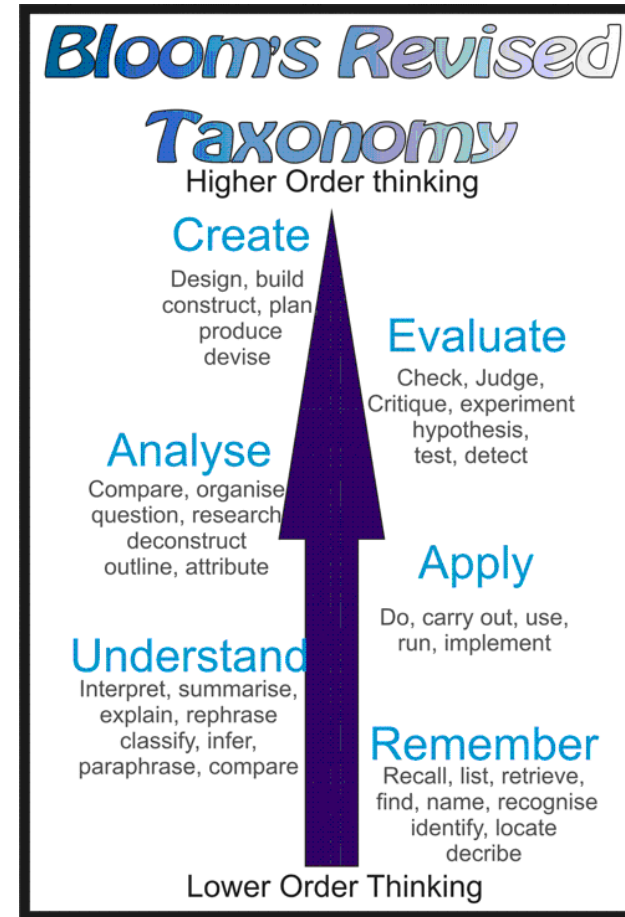 Bloom's Revised
Taxonomy
Higher Order thinking
Create
Design, build
construct, plan
produce
devise
Evaluate
Check, Judge,
Critique, experiment
hypothesis,
test, detect
Analyse
Compare, organise
question, research
deconstruct
outline, attribute
Apply
Do, carry out, use,
run, implement
Understand
Interpret, summarise,
explain, rephrase
classify, infer,
paraphrase, compare
Remember
Recall, list, retrieve,
find, name, recognise
identify, locate
decribe
Lower Order Thinking